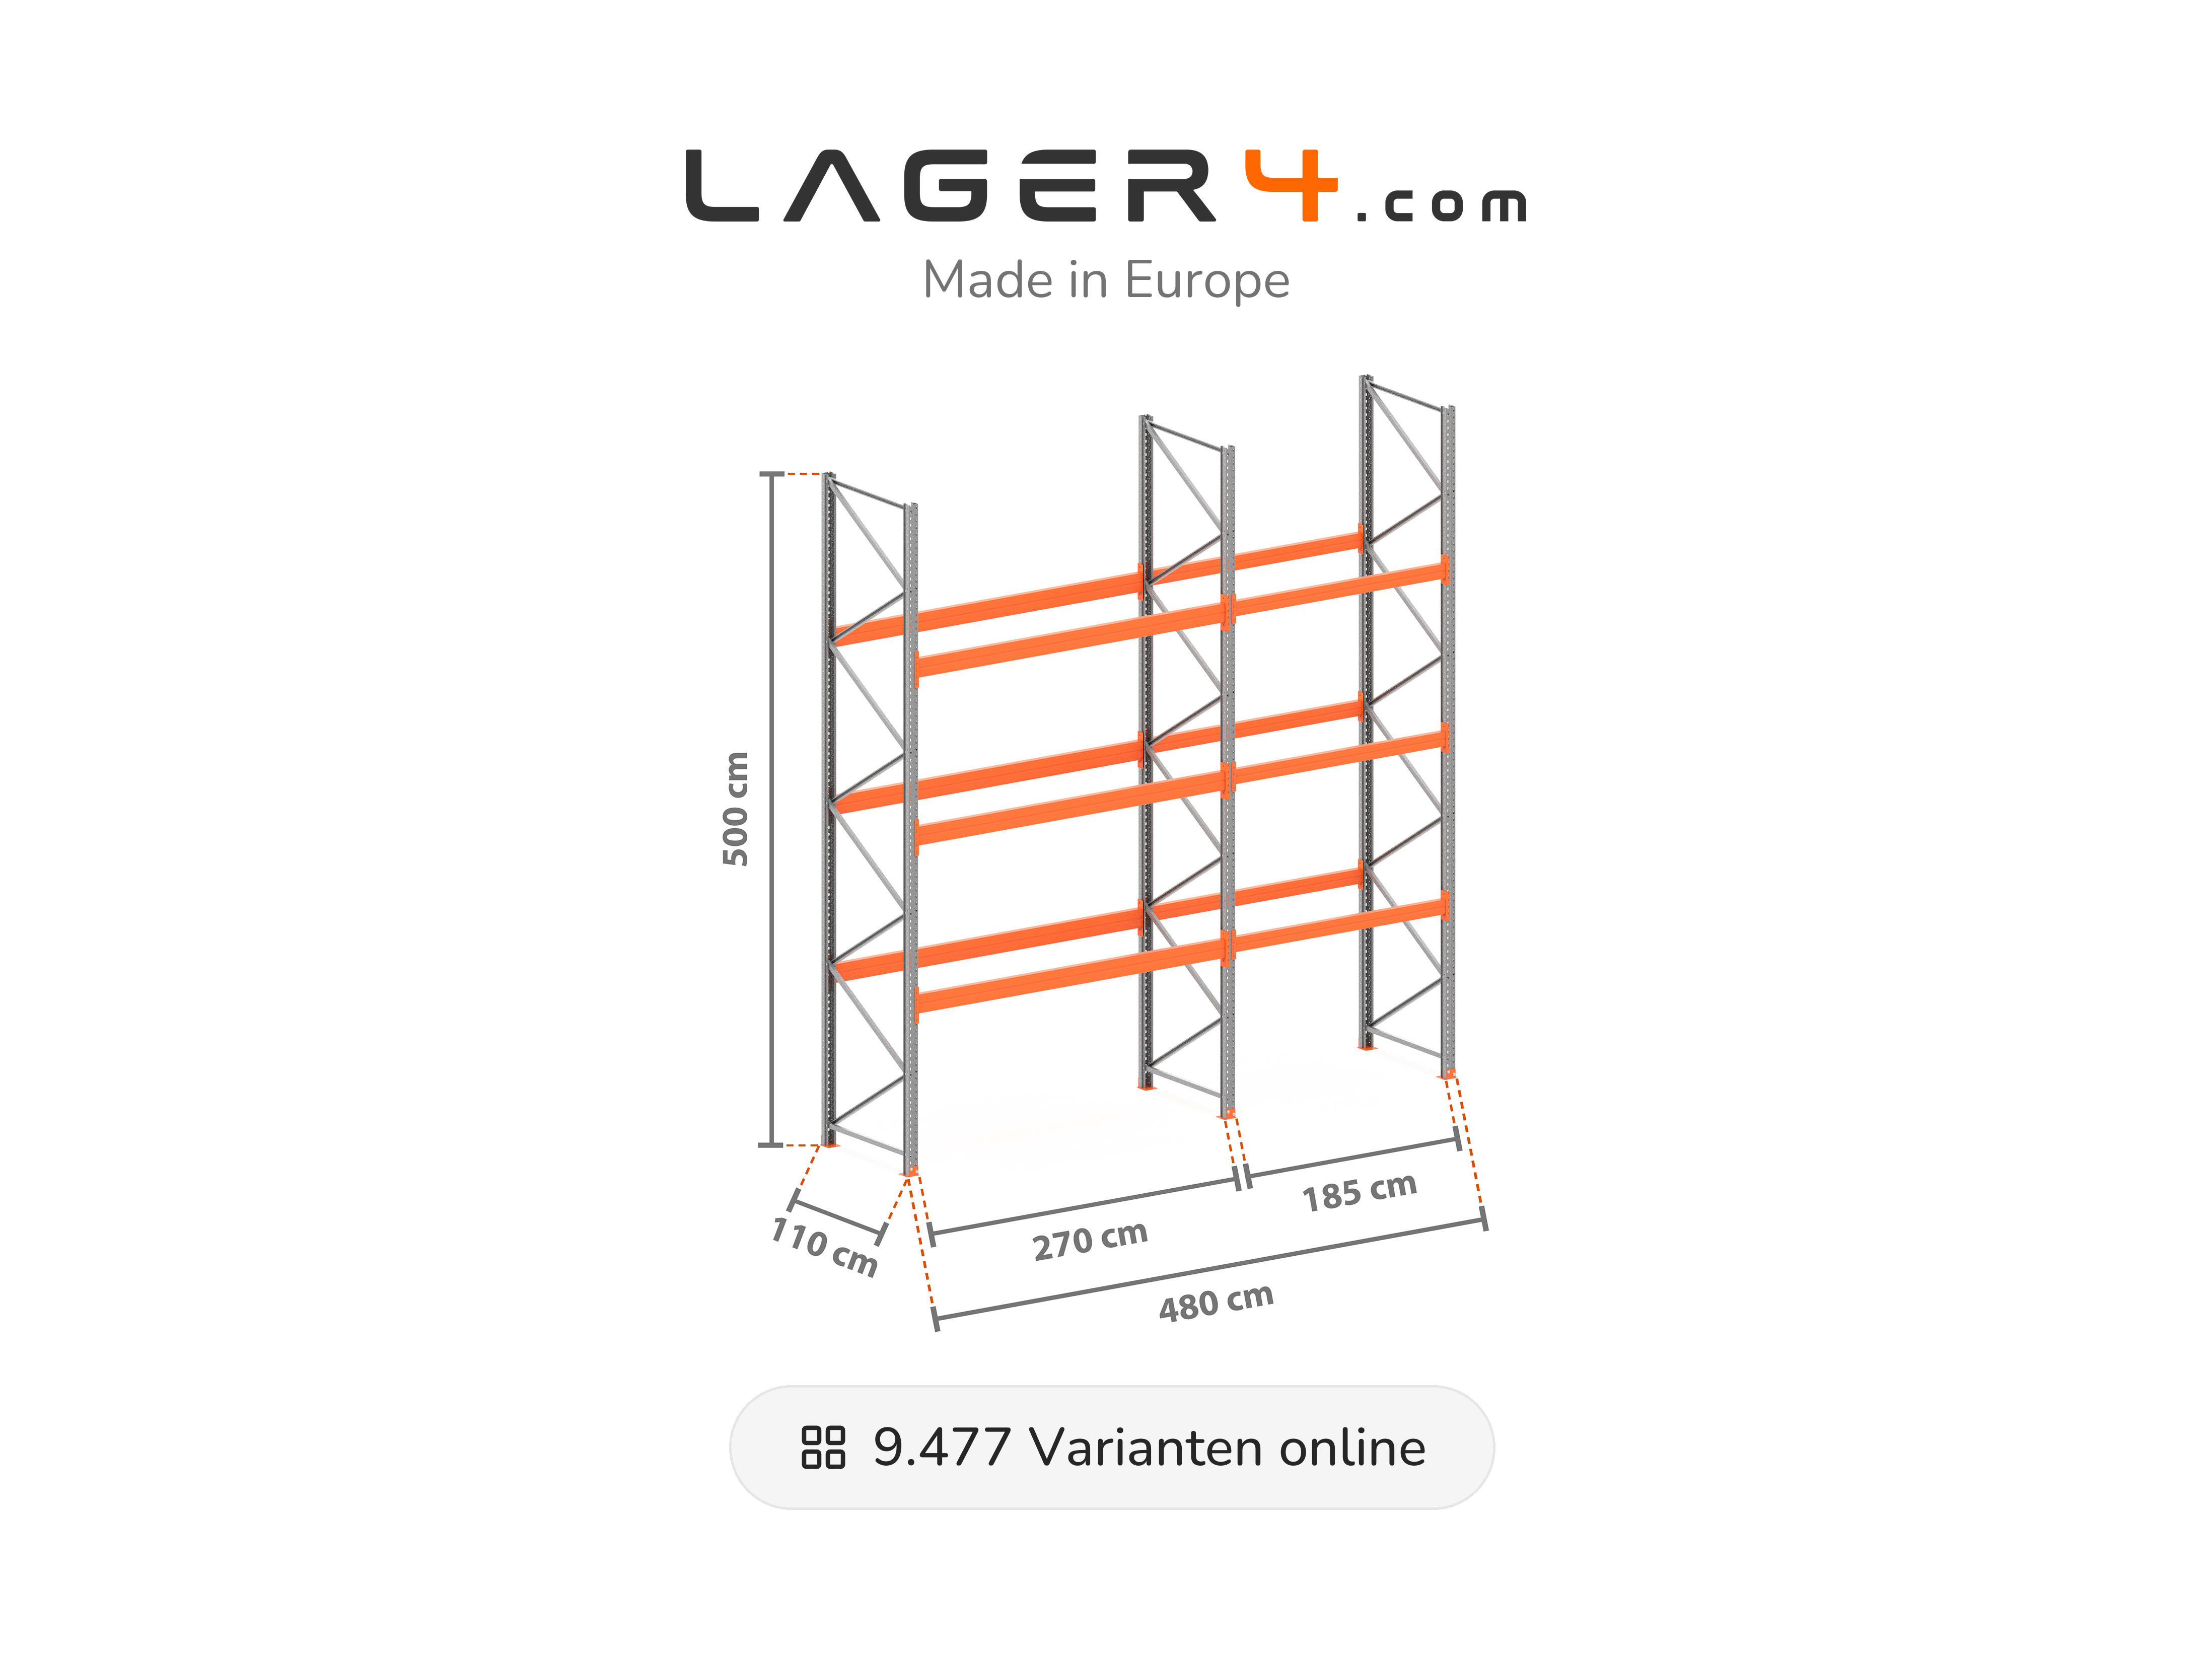 LAGER4.com
Made in Europe
500 cm
110 cm
270 cm
185 cm
480 cm
9.477 Varianten online